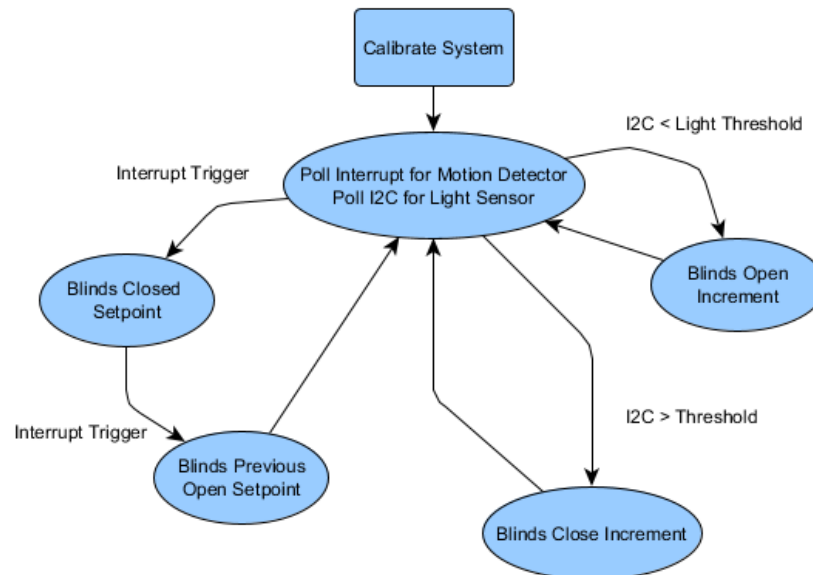 Calibrate System
I2C < Light Threshold
Interrupt Trigger
Poll Interrupt for Motion Detector
Poll I2C for Light Sensor
Blinds Closed
Setpoint
Blinds Open
Increment
Interrupt Trigger
I2C > Threshold
Blinds Previous
Open Setpoint
Blinds Close Increment